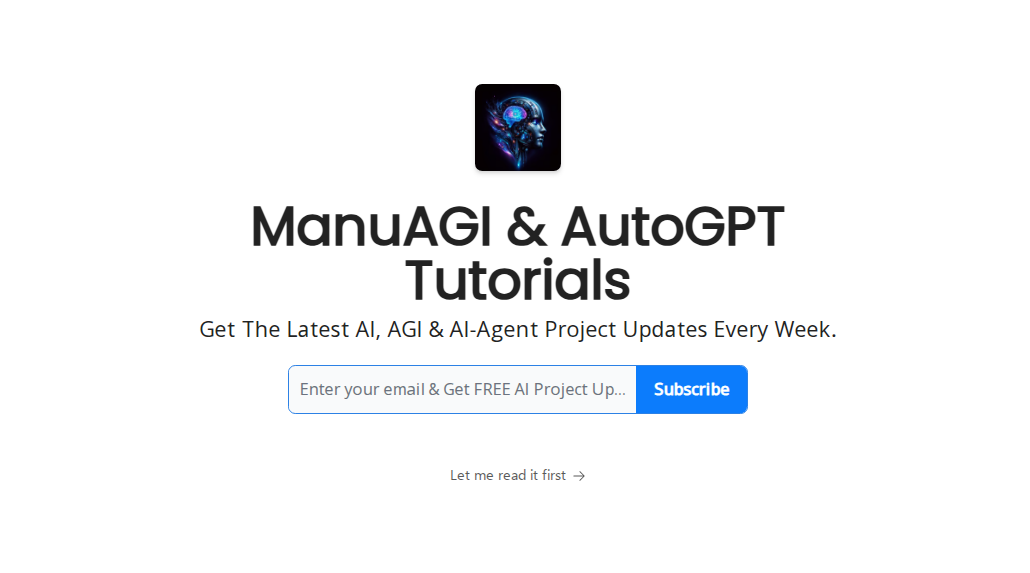 ManuAGI & AutoGPT
Tutorials
Get The Latest AI, AGI & AI-Agent Project Updates Every Week.
Enter your email & Get FREE AI Project Up...
Subscribe
Let me read it first →